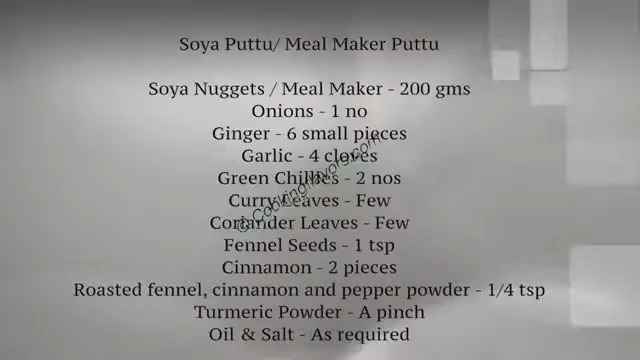 Soya Puttu/ Meal Maker Puttu
Soya Nuggets / Meal Maker - 200 gms
Onions - 1 no
Ginger - 6 small pieces
Garlic - 4 cloves
Green Chillies - 2 nos
Curry Leaves - Few
Coriander Leaves - Few
Fennel Seeds - 1 tsp
Cinnamon - 2 pieces
Roasted fennel, cinnamon and pepper powder - 1/4 tsp
Turmeric Powder - A pinch
Oil & Salt - As required